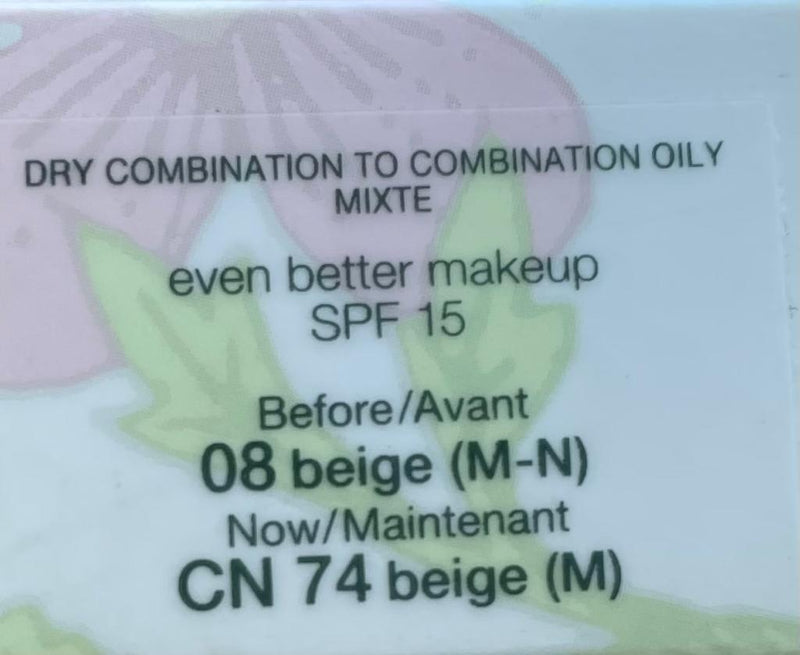 DRY COMBINATION TO COMBINATION OILY
MIXTE
even better makeup
SPF 15
Before/Avant
08 beige (M-N)
Now/Maintenant
CN 74 beige (M)